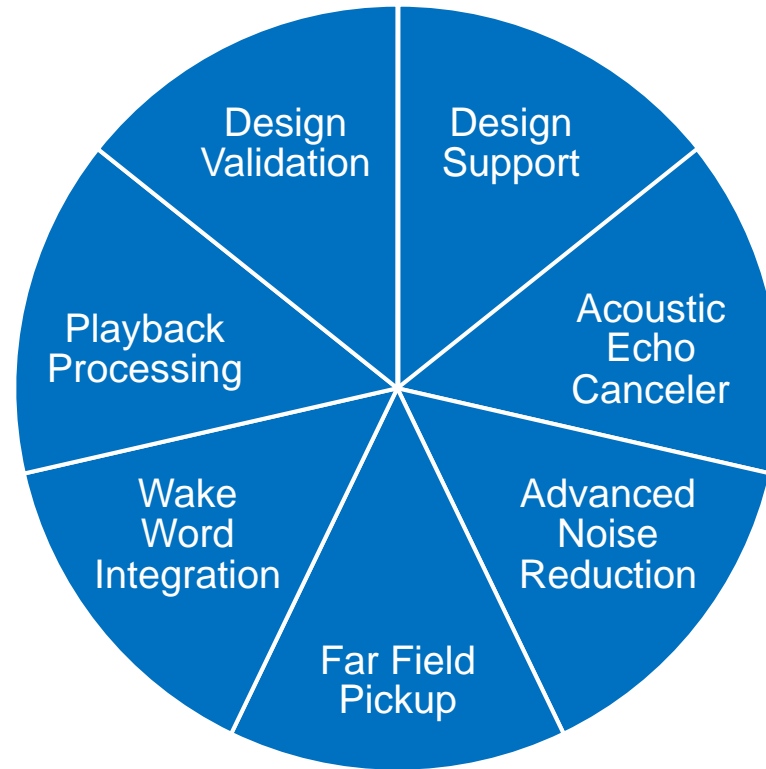 Design
Validation
Design
Support
Acoustic
Echo
Canceler
Advanced
Noise
Reduction
Far Field
Pickup
Wake
Word
Integration
Playback
Processing